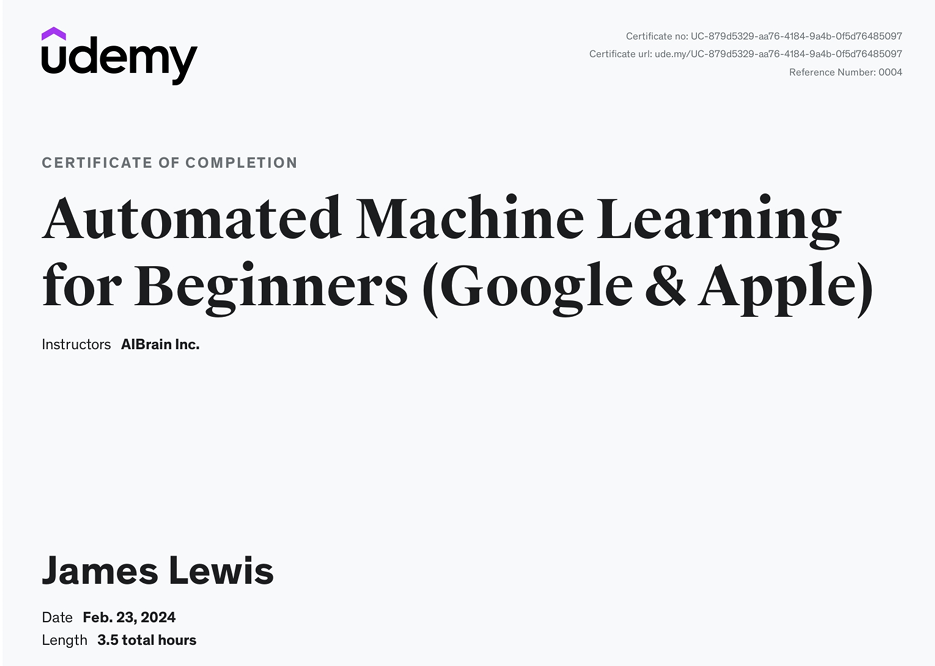 udemy
Certificate no: UC-879d5329-aa76-4184-9a4b-0f5d76485097
Certificate url: ude.my/UC-879d5329-aa76-4184-9a4b-0f5d76485097
Reference Number: 0004
CERTIFICATE OF COMPLETION
Automated Machine Learning
for Beginners (Google & Apple)
Instructors AIBrain Inc.
James Lewis
Date Feb. 23, 2024
Length 3.5 total hours